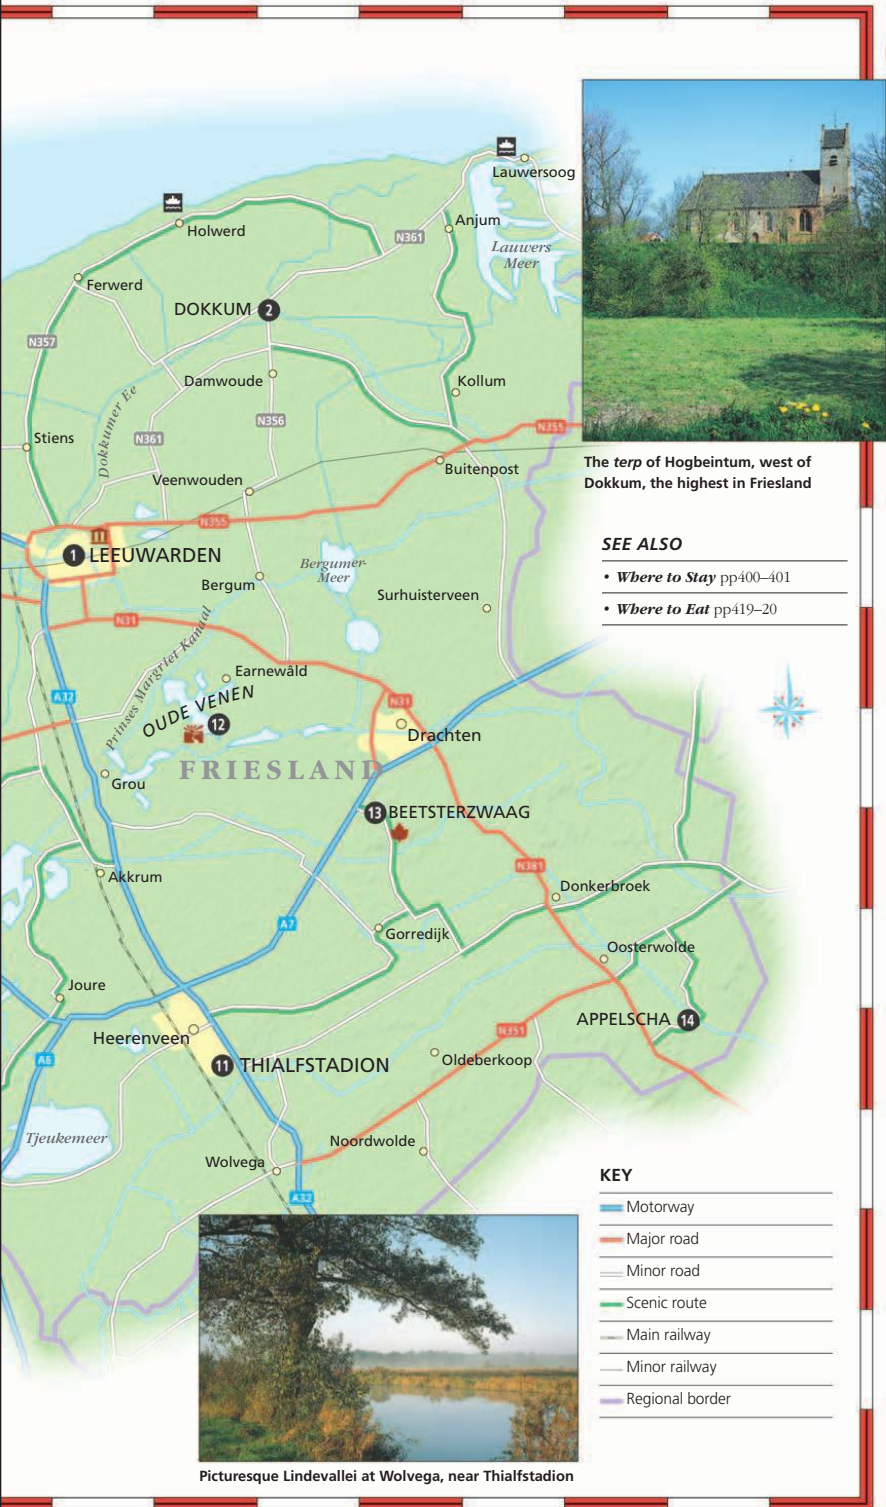 Lauwersoog
Holwerd
Anjum
N361
Lauwers
Meer
Ferwerd
DOKKUM 2
N357
Damwoude
Kollum
Dokkumer Ee
N356
N355
Stiens
N361
Buitenpost
Veenwouden
N355
1 LEEUWARDEN
Bergumer-
Meer
Bergum
Surhuisterveen
N31
Prinses Margriet Kanaal
Earnewâld
A32
OUDE VENEN
12
N31
Drachten
FRIESLAND
Grou
13 BEETSTERZWAAG
N381
Akkrum
Donkerbroek
A7
Gorredijk
Oosterwolde
Joure
APPELSCHA 14
Heerenveen
N351
A6
Oldeberkoop
11 THIALFSTADION
Tjeukemeer
Noordwolde
Wolvega
A32
The terp of Hogbeintum, west of
Dokkum, the highest in Friesland
SEE ALSO
• Where to Stay pp400–401
• Where to Eat pp419–20
KEY
Motorway
Major road
Minor road
Scenic route
Main railway
Minor railway
Regional border
Picturesque Lindevallei at Wolvega, near Thialfstadion